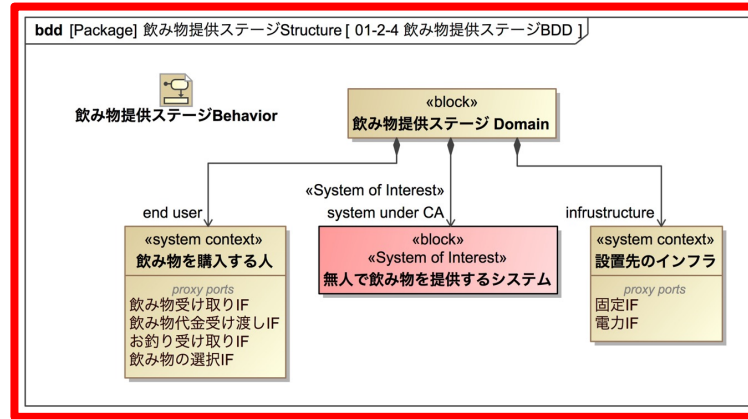 bdd [Package] 飲み物提供ステージStructure [ 01-2-4 飲み物提供ステージBDD ]
飲み物提供ステージBehavior
«block»
飲み物提供ステージ Domain
«System of Interest»
end user
system under CA
infrustructure
«system context»
飲み物を購入する人
proxy ports
飲み物受け取りIF
飲み物代金受け渡しIF
お釣り受け取りIF
飲み物の選択IF
«block»
«System of Interest»
無人で飲み物を提供するシステム
«system context»
設置先のインフラ
proxy ports
固定IF
電力IF